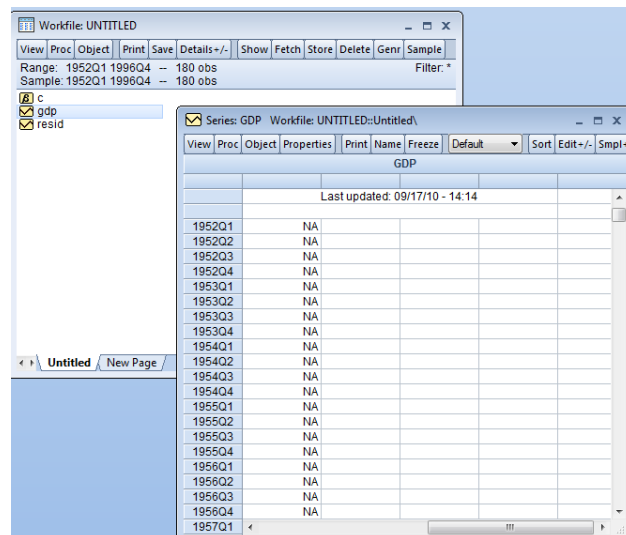 Workfile: UNTITLED
View Proc Object Print Save Details+/- Show Fetch Store Delete Genr Sample
Range: 1952Q1 1996Q4 -- 180 obs Filter: *
Sample: 1952Q1 1996Q4 -- 180 obs
β c
gdp
resid
Untitled New Page
Series: GDP Workfile: UNTITLED::Untitled\
View Proc Object Properties Print Name Freeze Default Sort Edit+/- Smpl+
GDP
Last updated: 09/17/10 - 14:14
1952Q1 NA
1952Q2 NA
1952Q3 NA
1952Q4 NA
1953Q1 NA
1953Q2 NA
1953Q3 NA
1953Q4 NA
1954Q1 NA
1954Q2 NA
1954Q3 NA
1954Q4 NA
1955Q1 NA
1955Q2 NA
1955Q3 NA
1955Q4 NA
1956Q1 NA
1956Q2 NA
1956Q3 NA
1956Q4 NA
1957Q1